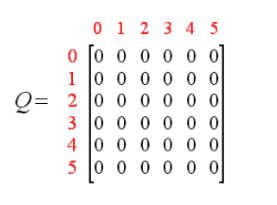 0 1 2 3 4 5
0 [0 0 0 0 0 0]
1 [0 0 0 0 0 0]
Q= 2 [0 0 0 0 0 0]
3 [0 0 0 0 0 0]
4 [0 0 0 0 0 0]
5 [0 0 0 0 0 0]